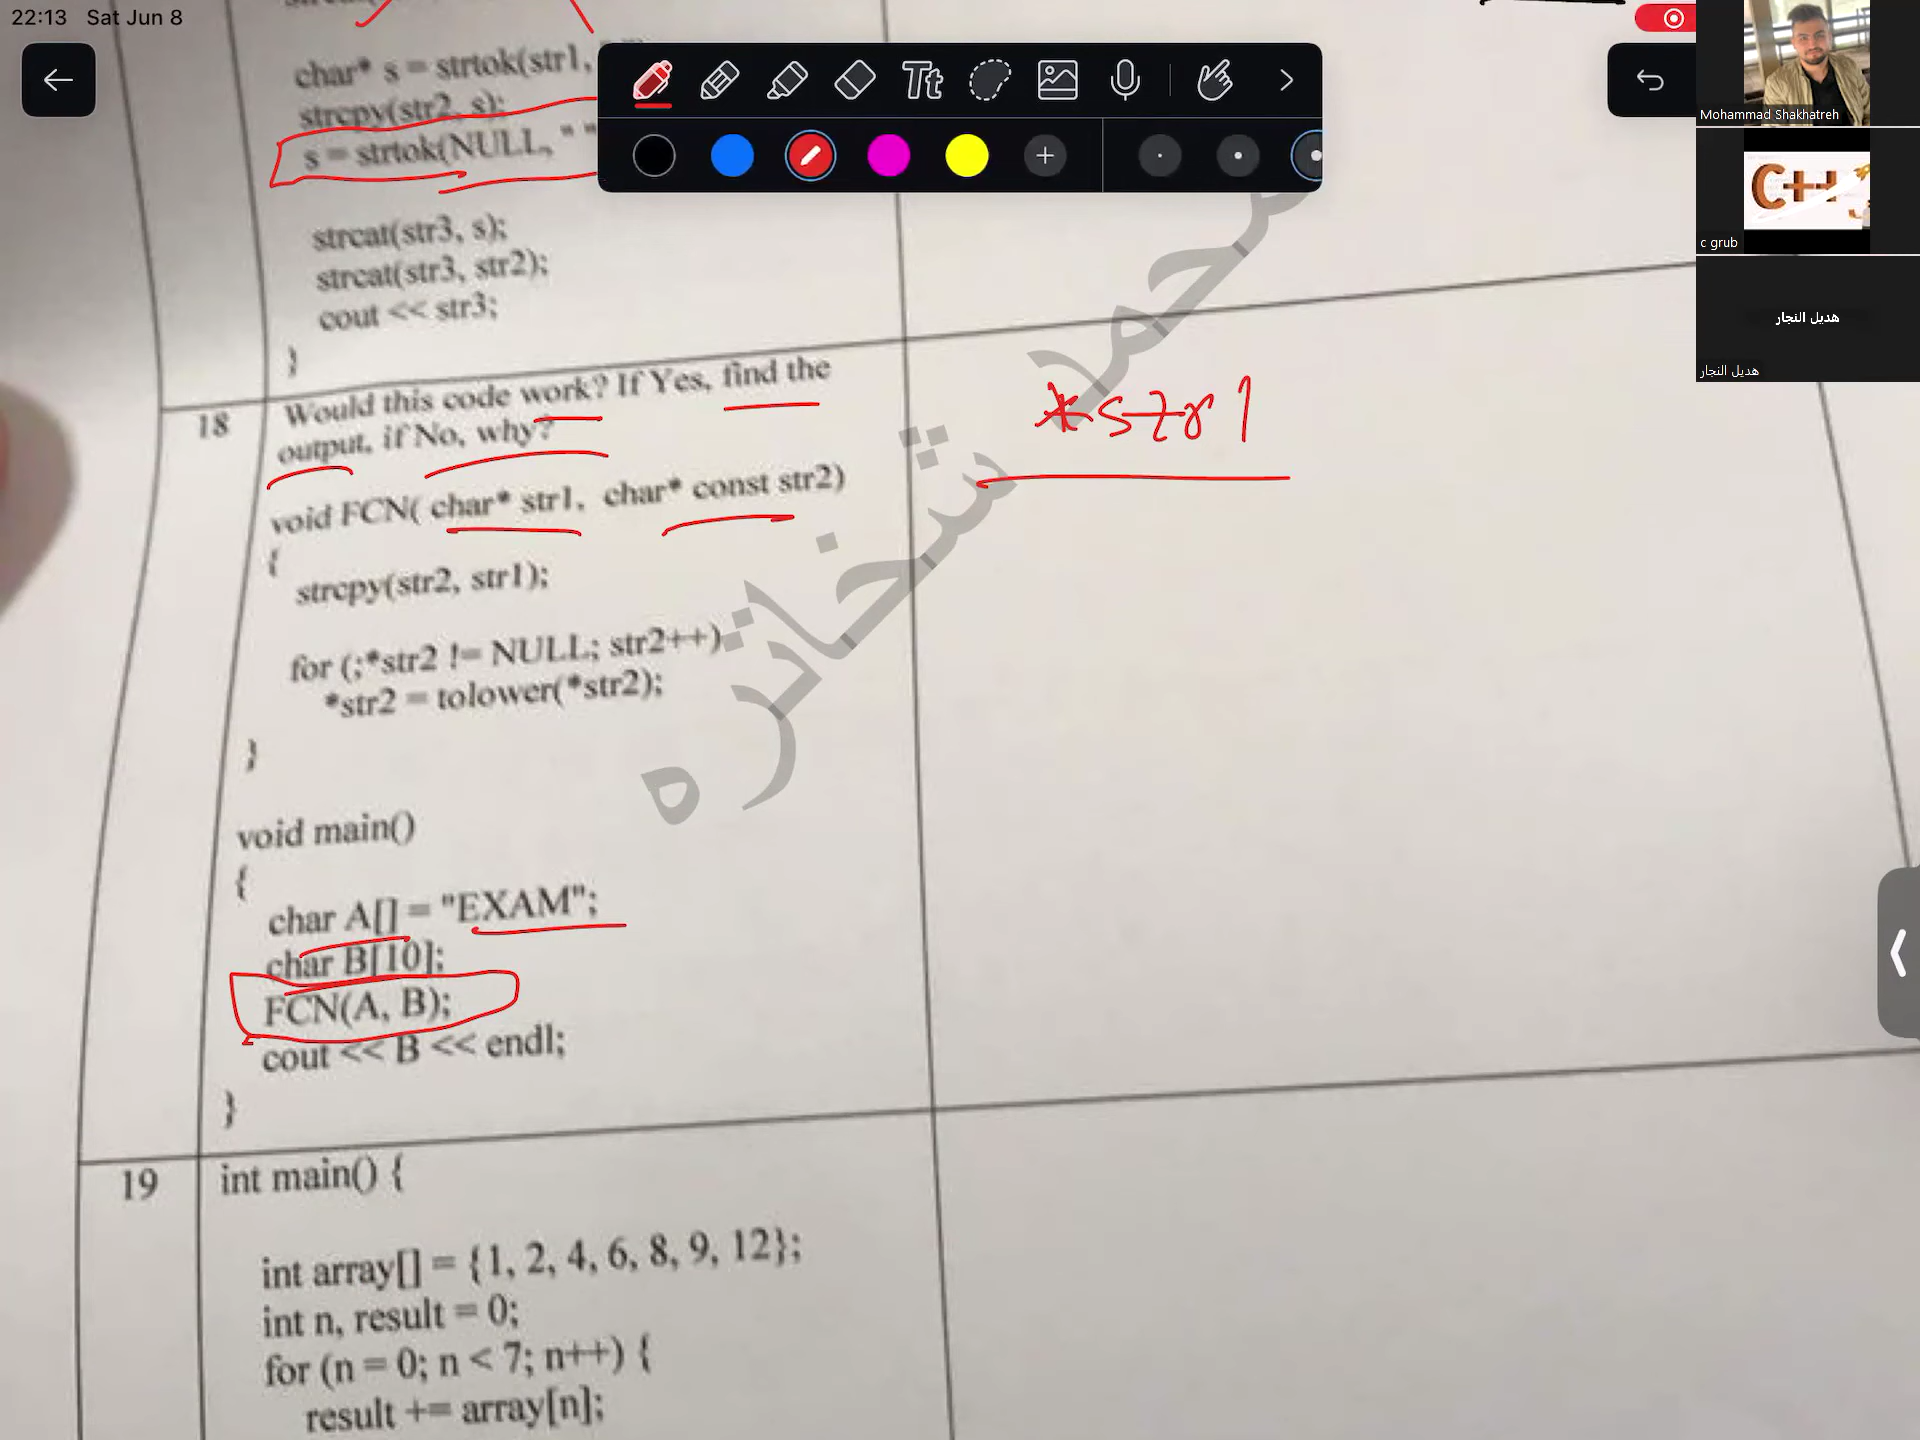 22:13 Sat Jun 8
char* s = strtok(str1,
strcpy(str2, s);
s = strtok(NULL, " "
strcat(str3, s);
strcat(str3, str2);
cout << str3;
}
18
Would this code work? If Yes, find the
output, if No, why?
void FCN( char* str1, char* const str2)
{
strcpy(str2, str1);
for (;*str2 != NULL; str2++)
*str2 = tolower(*str2);
}
void main()
{
char A[] = "EXAM";
char B[10];
FCN(A, B);
cout << B << endl;
}
*str1
محمد شخاتره
19
int main() {
int array[] = {1, 2, 4, 6, 8, 9, 12};
int n, result = 0;
for (n = 0; n < 7; n++) {
result += array[n];
Tt
Mohammad Shakhatreh
C++
c grub
هديل النجار
هديل النجار